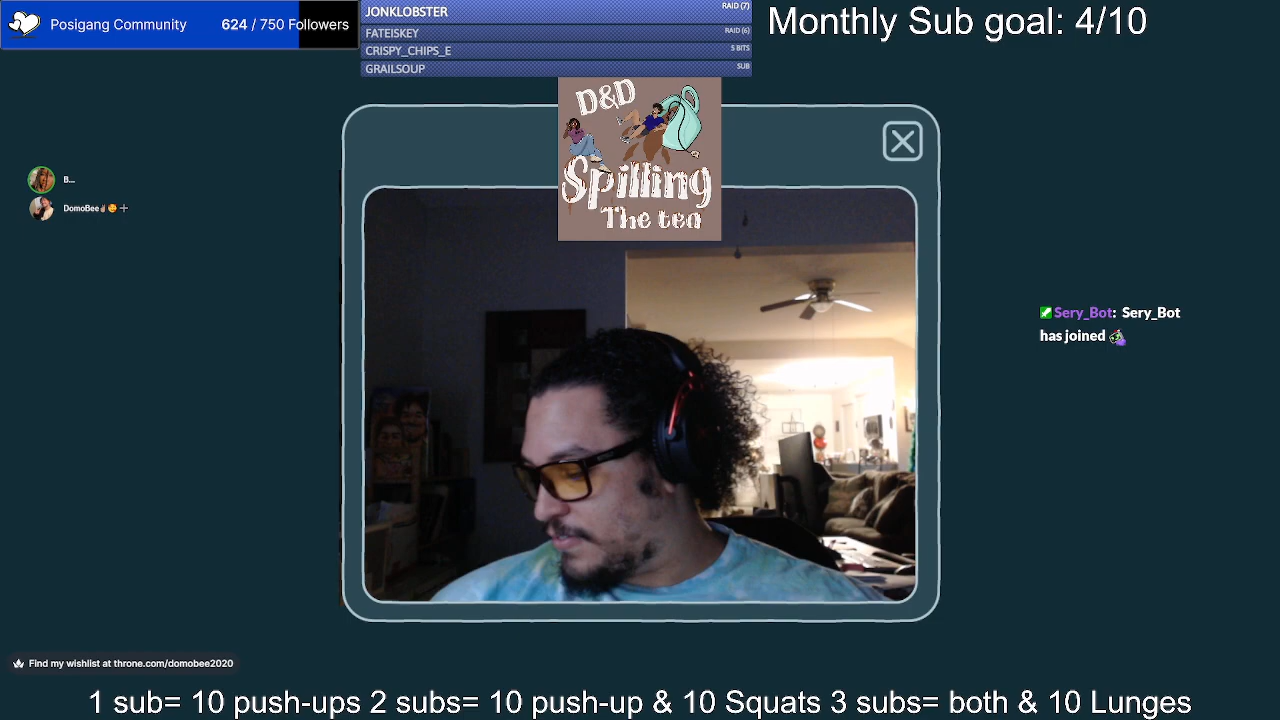 Posigang Community 624 / 750 Followers
JONKLOBSTER RAID (7)
FATEISKEY RAID (6)
CRISPY_CHIPS_E 5 BITS
GRAILSOUP SUB
Monthly Sub goal: 4/10
D&D
Spilling
The tea
B...
DomoBee✌🥴
Sery_Bot: Sery_Bot
has joined
Find my wishlist at throne.com/domobee2020
1 sub= 10 push-ups 2 subs= 10 push-up & 10 Squats 3 subs= both & 10 Lunges